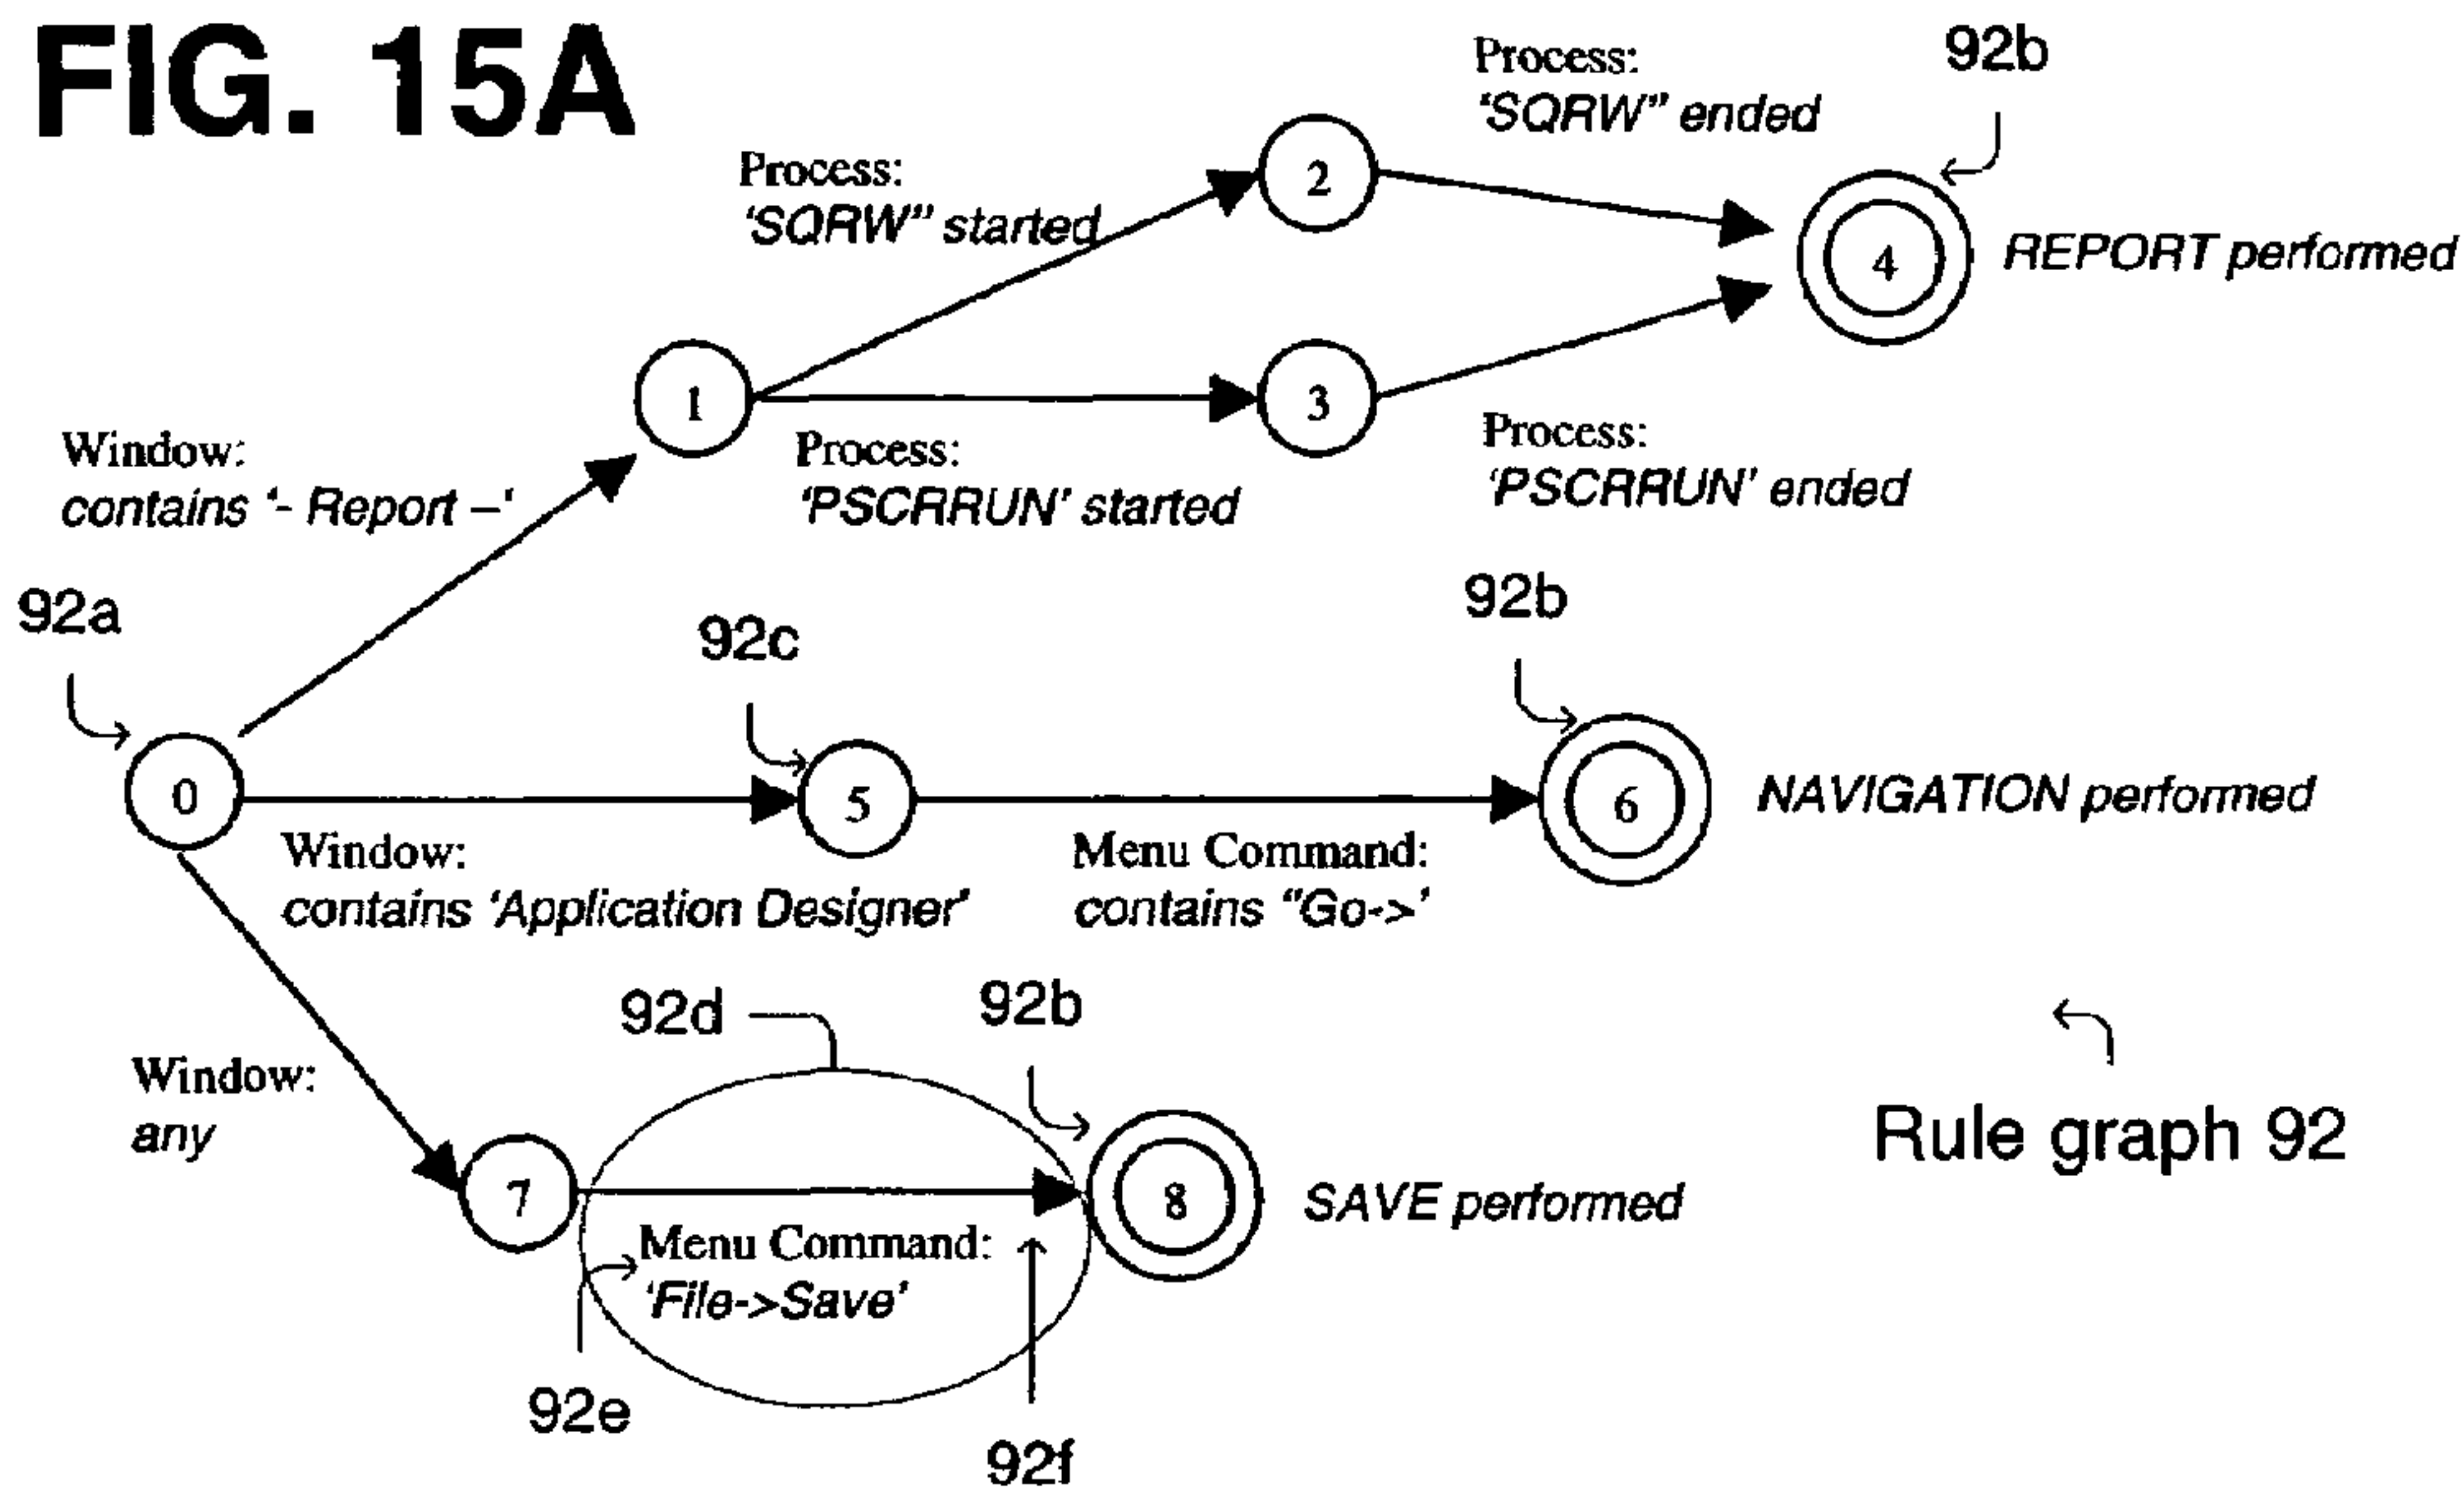 FIG. 15A
Process:
‘SQRW” ended
92b
Process:
‘SQRW” started
2
4
REPORT performed
1
3
Window:
contains ‘- Report –‘
Process:
‘PSCRRUN’ started
Process:
‘PSCRRUN’ ended
92a
92c
92b
0
5
6
NAVIGATION performed
Window:
contains ‘Application Designer’
Menu Command:
contains “Go->’
92d
92b
Window:
any
Rule graph 92
7
8
SAVE performed
Menu Command:
‘File->Save’
92e
92f